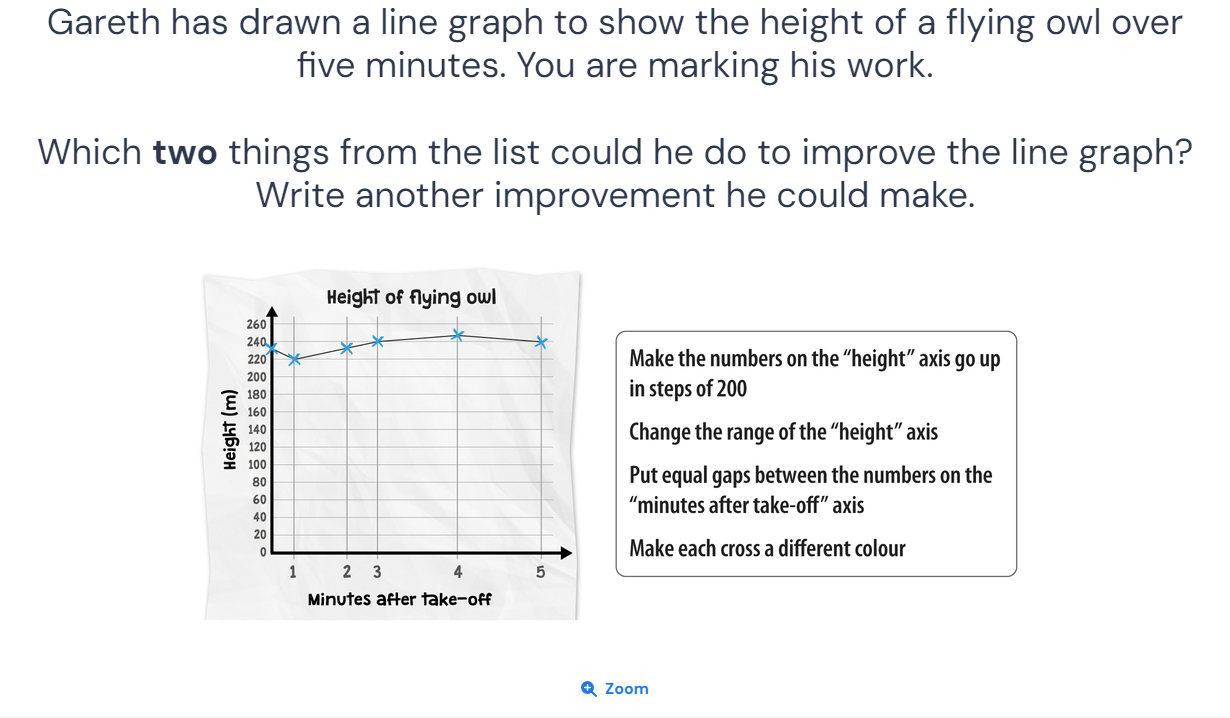 Gareth has drawn a line graph to show the height of a flying owl over
five minutes. You are marking his work.
Which two things from the list could he do to improve the line graph?
Write another improvement he could make.
Height of flying owl
Height (m)
260
240
220
200
180
160
140
120
100
80
60
40
20
0
1 2 3 4 5
Minutes after take-off
Make the numbers on the “height” axis go up
in steps of 200
Change the range of the “height” axis
Put equal gaps between the numbers on the
“minutes after take-off” axis
Make each cross a different colour
Zoom